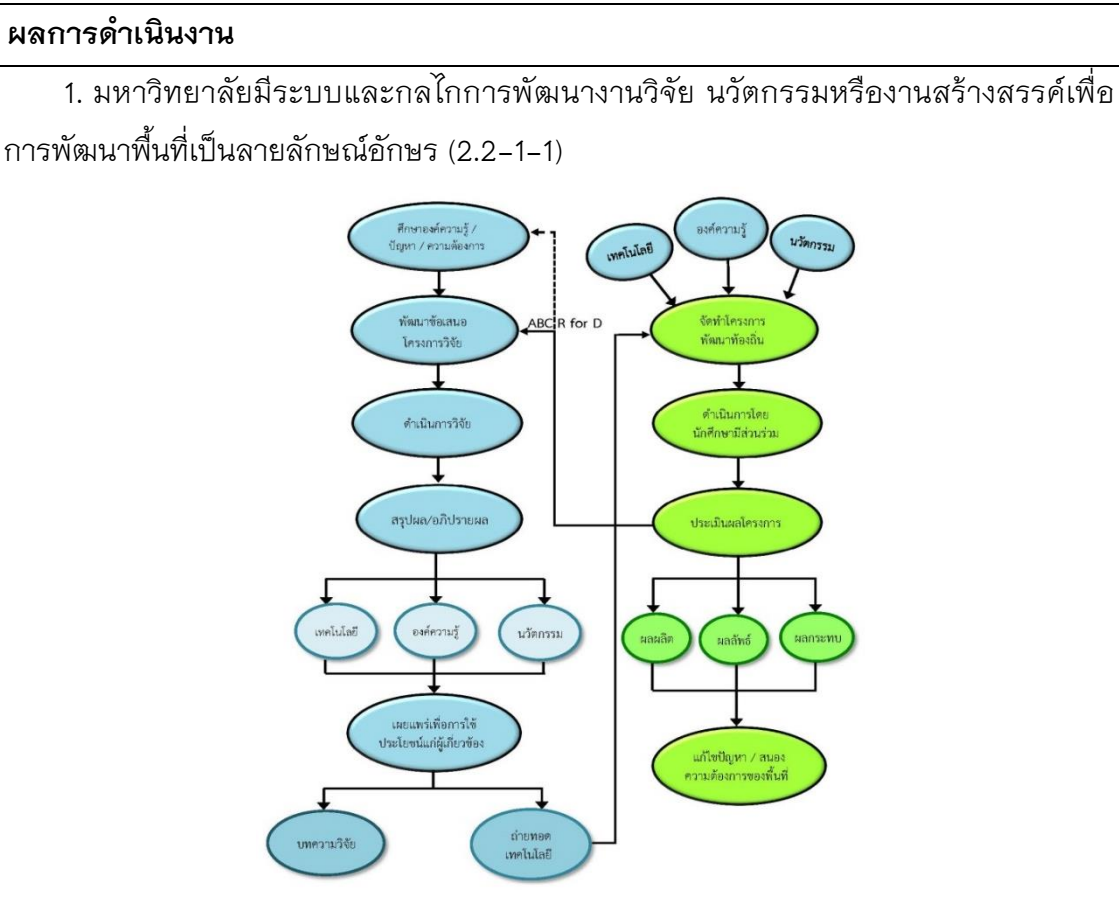 ผลการดำเนินงาน
1. มหาวิทยาลัยมีระบบและกลไกการพัฒนางานวิจัย นวัตกรรมหรืองานสร้างสรรค์เพื่อ
การพัฒนาพื้นที่เป็นลายลักษณ์อักษร (2.2-1-1)
ศึกษาองค์ความรู้ /
ปัญหา / ความต้องการ
พัฒนาข้อเสนอ
โครงการวิจัย
ABC R for D
ดำเนินการวิจัย
สรุปผล/อภิปรายผล
เทคโนโลยี
องค์ความรู้
นวัตกรรม
เผยแพร่เพื่อการใช้
ประโยชน์แก่ผู้เกี่ยวข้อง
บทความวิจัย
ถ่ายทอด
เทคโนโลยี
เทคโนโลยี
องค์ความรู้
นวัตกรรม
จัดทำโครงการ
พัฒนาท้องถิ่น
ดำเนินการโดย
นักศึกษามีส่วนร่วม
ประเมินผลโครงการ
ผลผลิต
ผลลัพธ์
ผลกระทบ
แก้ไขปัญหา / สนอง
ความต้องการของพื้นที่